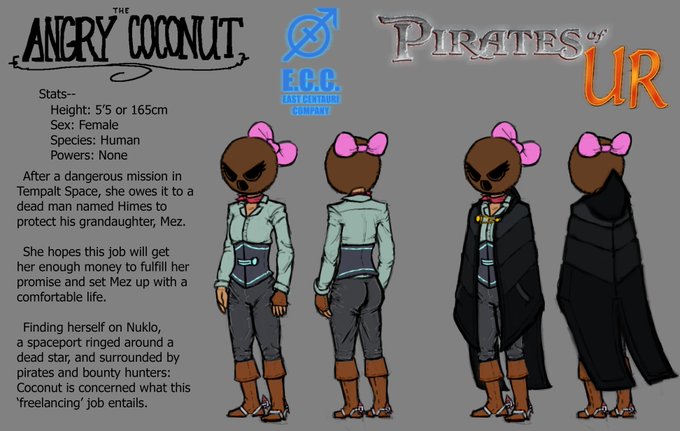 THE
ANGRY COCONUT
E.C.C.
EAST CENTAURI
COMPANY
PIRATES of
UR
Stats--
Height: 5'5 or 165cm
Sex: Female
Species: Human
Powers: None
After a dangerous mission in
Tempalt Space, she owes it to a
dead man named Himes to
protect his grandaughter, Mez.
She hopes this job will get
her enough money to fulfill her
promise and set Mez up with a
comfortable life.
Finding herself on Nuklo,
a spaceport ringed around a
dead star, and surrounded by
pirates and bounty hunters:
Coconut is concerned what this
'freelancing' job entails.